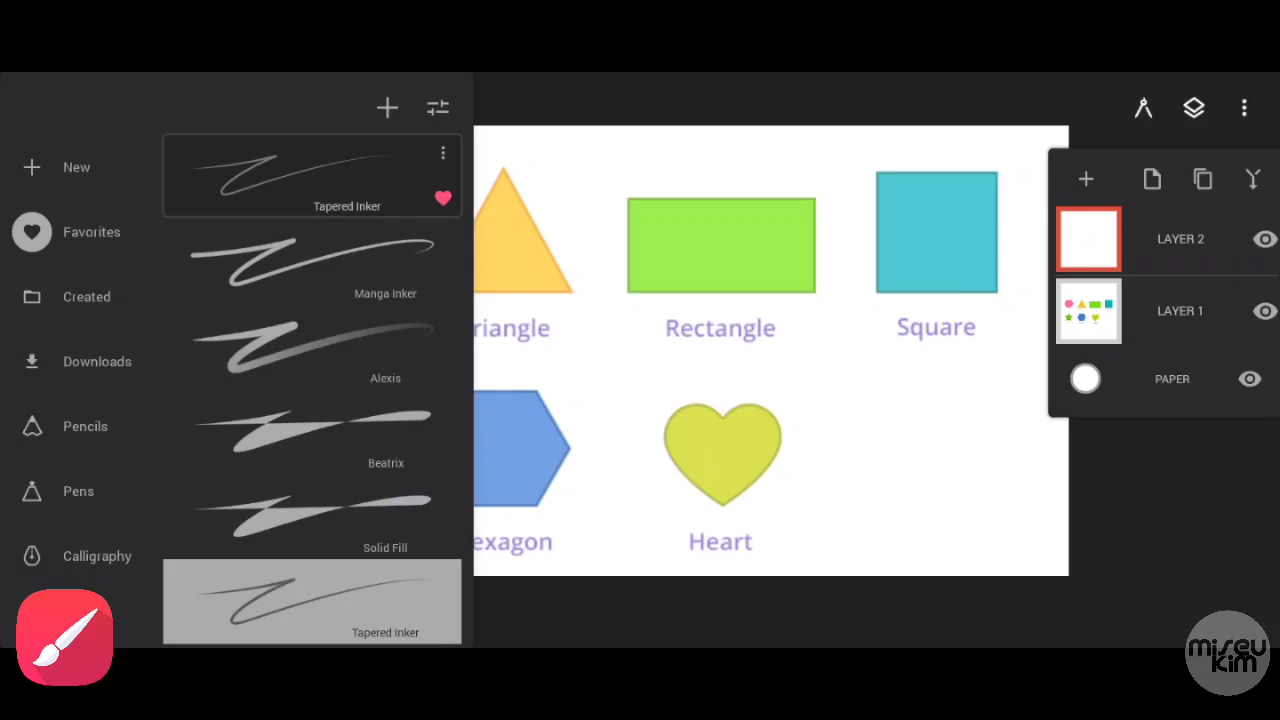 New
Favorites
Created
Downloads
Pencils
Pens
Calligraphy
Tapered Inker
Manga Inker
Alexis
Beatrix
Solid Fill
Tapered Inker
riangle
Rectangle
Square
exagon
Heart
LAYER 2
LAYER 1
PAPER
miseu
kim